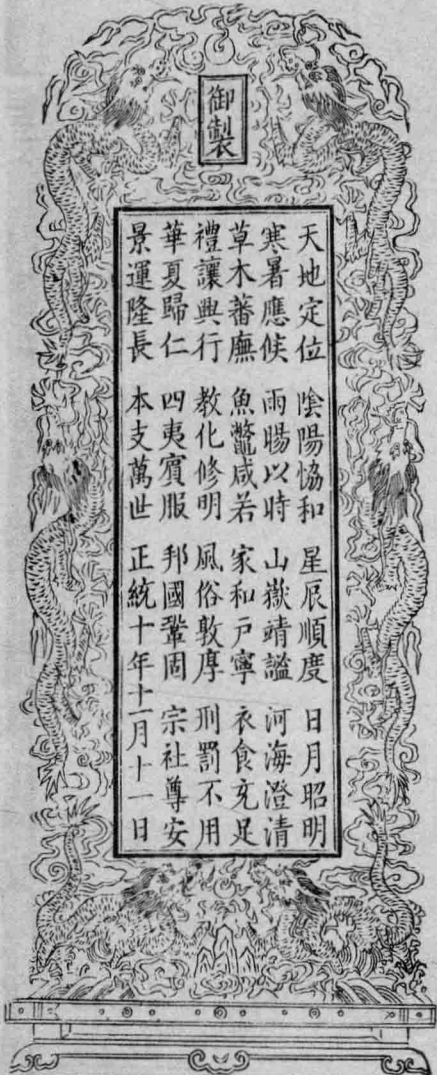 御製
天地定位 陰陽恊和 星辰順度 日月昭明
寒暑應候 雨暘以時 山嶽靖謐 河海澄清
草木蕃廡 魚鱉咸若 家和戸寧 衣食充足
禮讓興行 教化修明 風俗敦厚 刑罰不用
華夏歸仁 四夷賓服 邦國鞏固 宗社尊安
景運隆長 本支萬世 正統十年十一月十一日